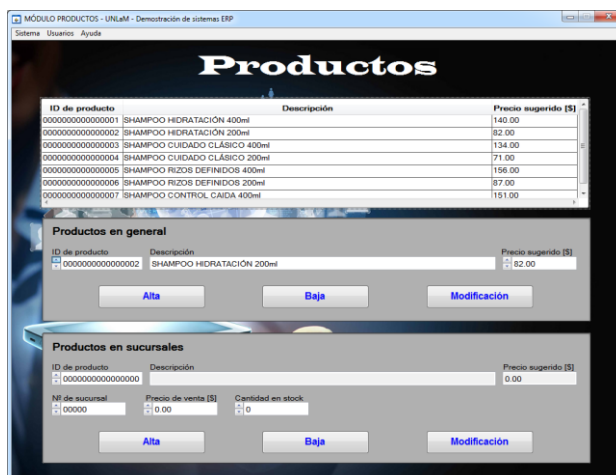 MÓDULO PRODUCTOS - UNLaM - Demostración de sistemas ERP
Sistema Usuarios Ayuda
Productos
ID de producto Descripción Precio sugerido [$]
0000000000000001 SHAMPOO HIDRATACIÓN 400ml 140.00
0000000000000002 SHAMPOO HIDRATACIÓN 200ml 82.00
0000000000000003 SHAMPOO CUIDADO CLÁSICO 400ml 134.00
0000000000000004 SHAMPOO CUIDADO CLÁSICO 200ml 71.00
0000000000000005 SHAMPOO RIZOS DEFINIDOS 400ml 156.00
0000000000000006 SHAMPOO RIZOS DEFINIDOS 200ml 87.00
0000000000000007 SHAMPOO CONTROL CAIDA 400ml 151.00
Productos en general
ID de producto Descripción Precio sugerido [$]
0000000000000002 SHAMPOO HIDRATACIÓN 200ml 82.00
Alta Baja Modificación
Productos en sucursales
ID de producto Descripción Precio sugerido [$]
0000000000000000 0.00
Nº de sucursal Precio de venta [$] Cantidad en stock
00000 0.00 0
Alta Baja Modificación